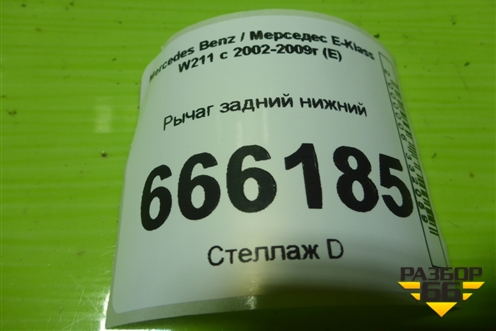 Mercedes Benz / Мерседес E-Klass
W211 с 2002-2009г (E)
Рычаг задний нижний
666185
Стеллаж D
РАЗБОР
66